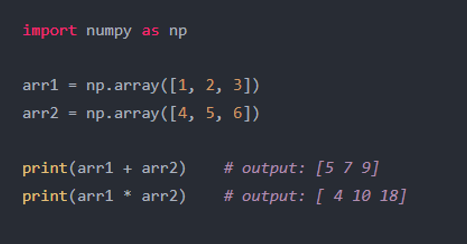 import numpy as np
arr1 = np.array([1, 2, 3])
arr2 = np.array([4, 5, 6])
print(arr1 + arr2)    # output: [5 7 9]
print(arr1 * arr2)    # output: [ 4 10 18]